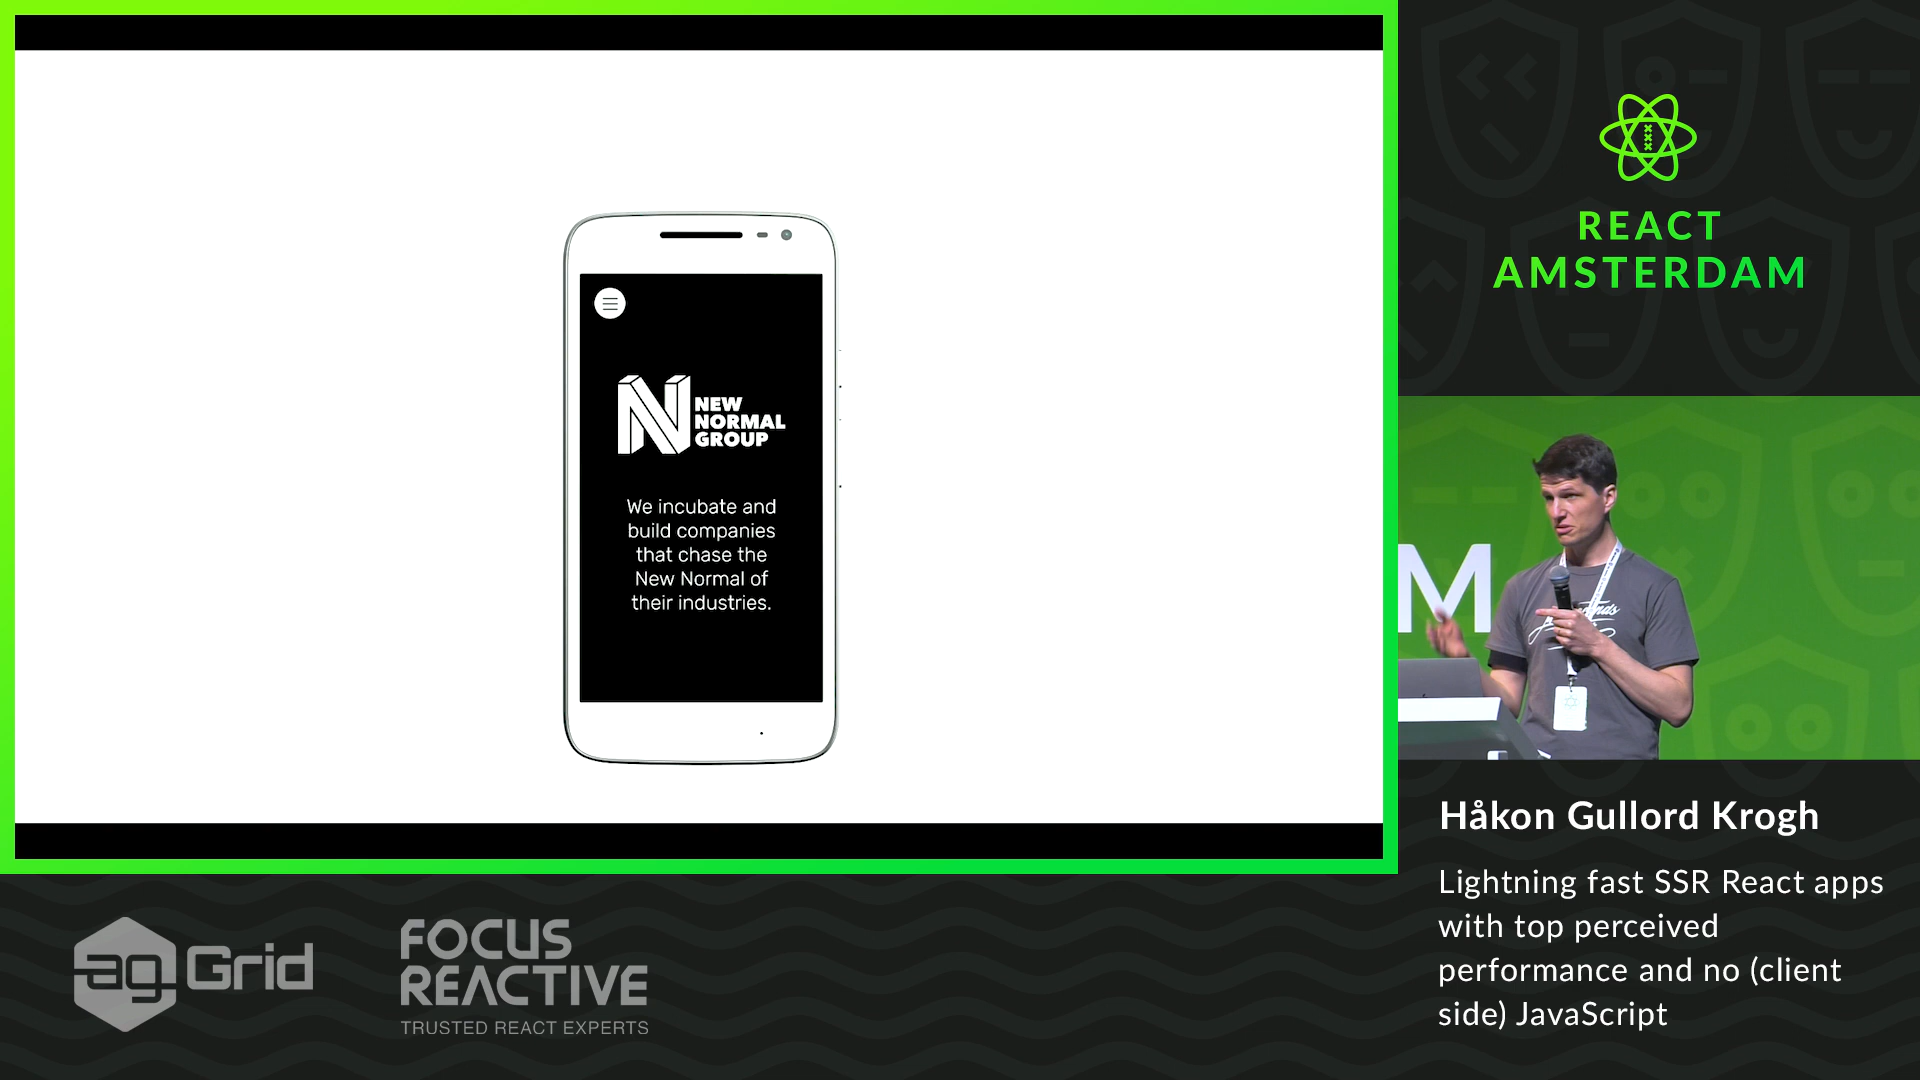 NEW
NORMAL
GROUP
We incubate and
build companies
that chase the
New Normal of
their industries.
REACT
AMSTERDAM
M
Håkon Gullord Krogh
Lightning fast SSR React apps
with top perceived
performance and no (client
side) JavaScript
ag Grid
FOCUS
REACTIVE
TRUSTED REACT EXPERTS